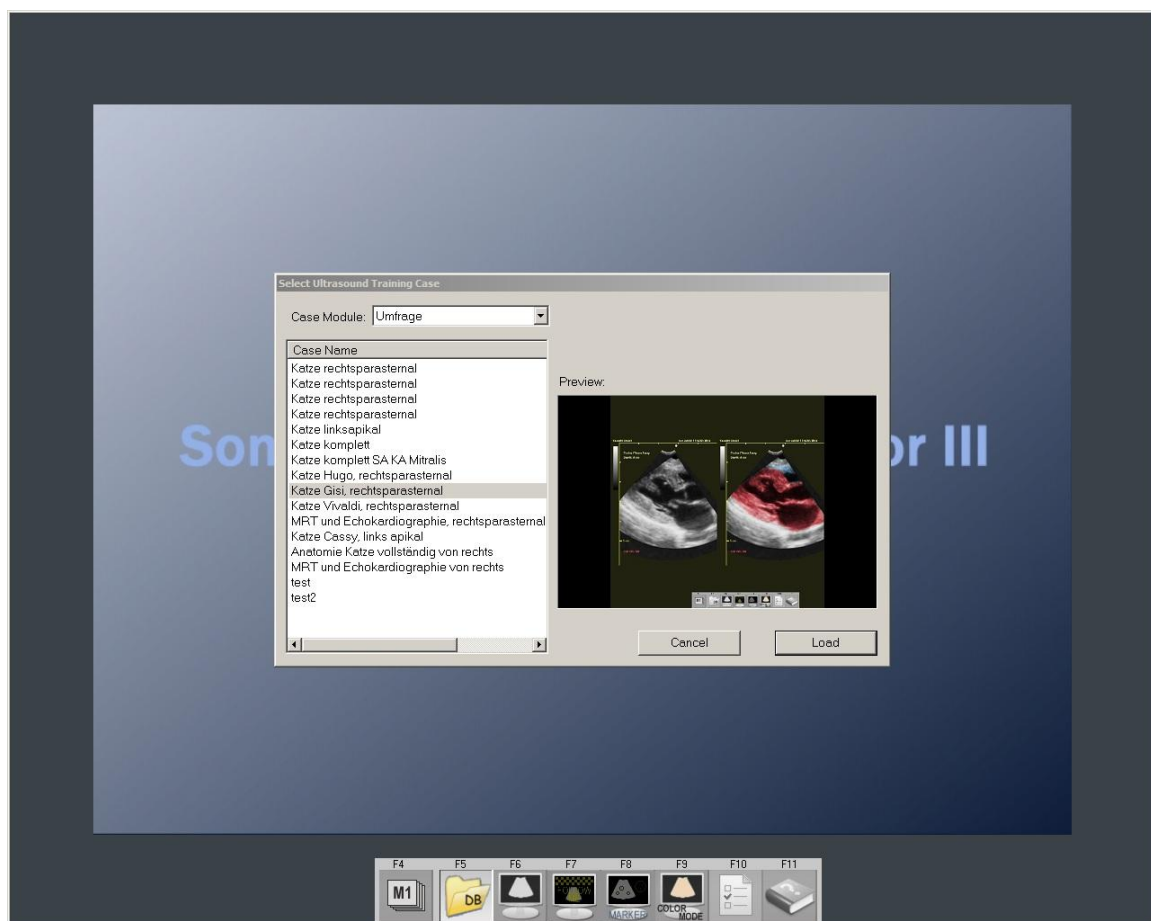 Select Ultrasound Training Case
Case Module: Umfrage
Case Name
Katze rechtsparasternal
Katze rechtsparasternal
Katze rechtsparasternal
Katze rechtsparasternal
Katze linksapikal
Katze komplett
Katze komplett SA KA Mitralis
Katze Hugo, rechtsparasternal
Katze Gisi, rechtsparasternal
Katze Vivaldi, rechtsparasternal
MRT und Echokardiographie, rechtsparasternal
Katze Cassy, links apikal
Anatomie Katze vollständig von rechts
MRT und Echokardiographie von rechts
test
test2
Preview:
Son
or III
Cancel
Load
F4 F5 F6 F7 F8 F9 F10 F11
M1 DB MARKER COLOR MODE